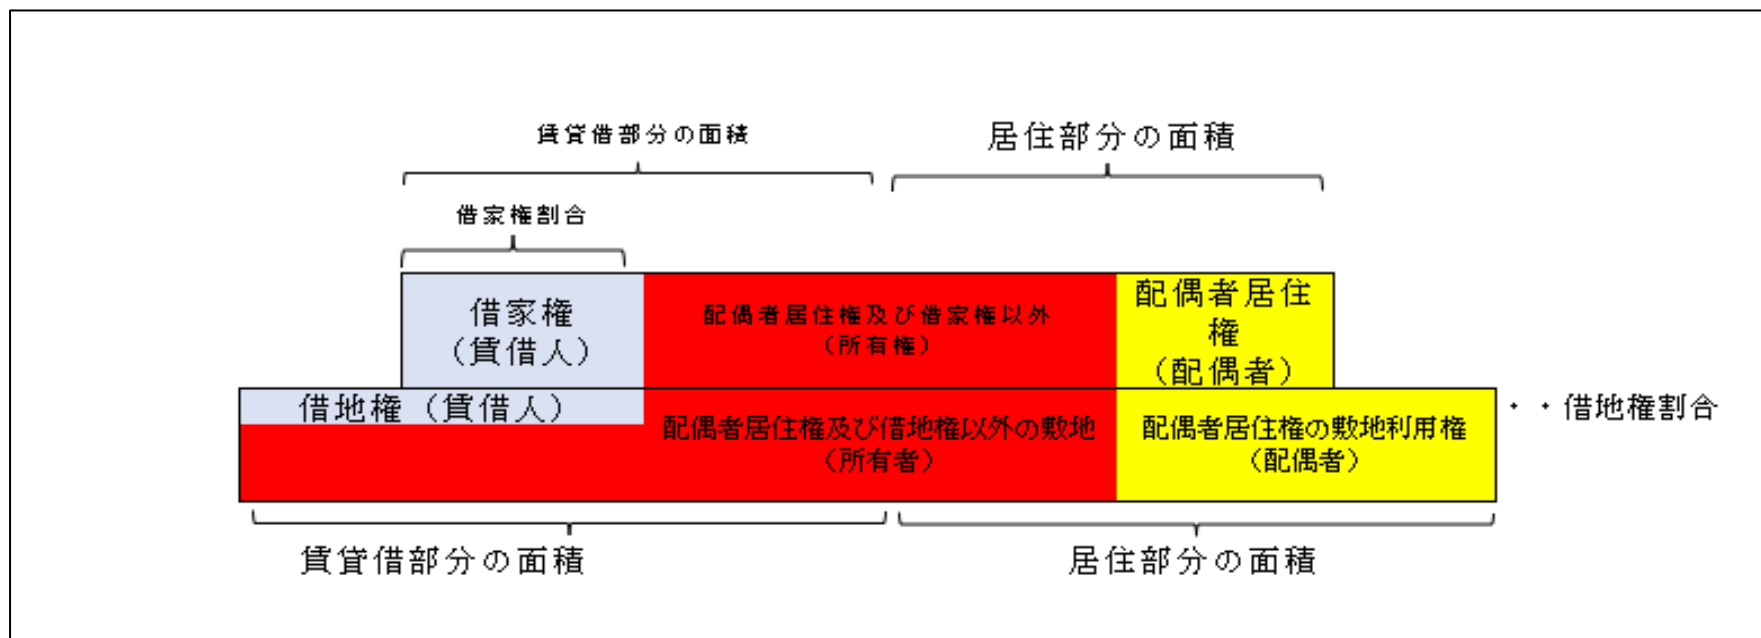 賃貸借部分の面積
居住部分の面積
借家権割合
借家権
（賃借人）
配偶者居住権及び借家権以外
（所有権）
配偶者居住
権
（配偶者）
借地権（賃借人）
・・借地権割合
配偶者居住権及び借地権以外の敷地
（所有者）
配偶者居住権の敷地利用権
（配偶者）
賃貸借部分の面積
居住部分の面積